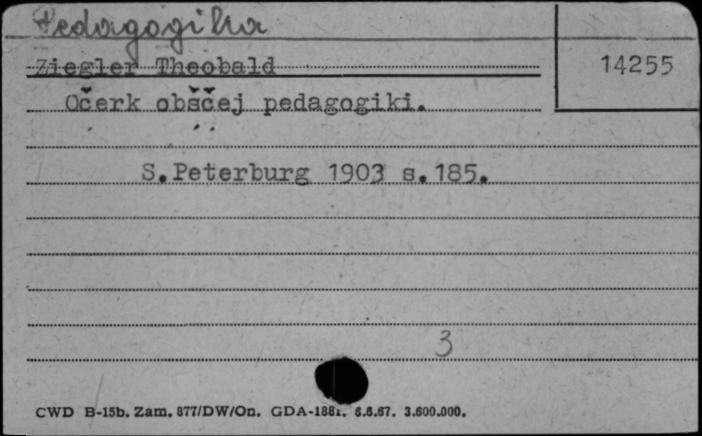 Pedagogika
Ziegler Theobald
14255
Očerk obščej pedagogiki.
S.Peterburg 1903 s.185.
3
CWD B-15b. Zam. 877/DW/On. GDA-1881. 6.6.67. 3.600.000.